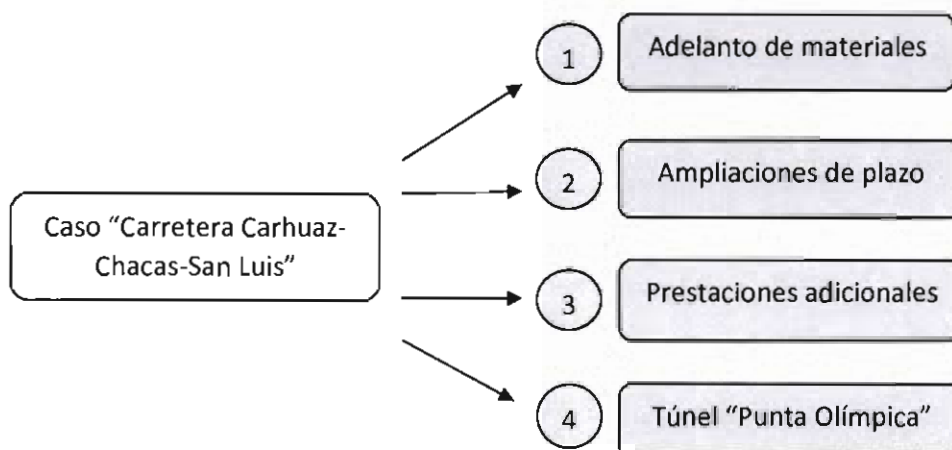 1
Adelanto de materiales
2
Ampliaciones de plazo
Caso “Carretera Carhuaz-
Chacas-San Luis”
3
Prestaciones adicionales
4
Túnel “Punta Olímpica”